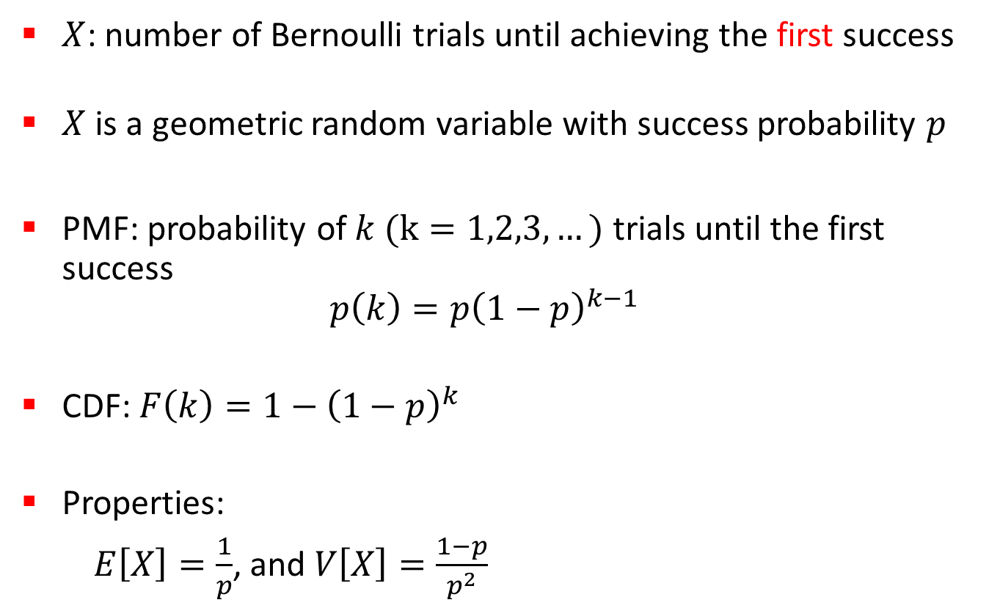 ▪ X: number of Bernoulli trials until achieving the first success
▪ X is a geometric random variable with success probability p
▪ PMF: probability of k (k = 1,2,3, … ) trials until the first
success
p(k) = p(1 − p)^{k−1}
▪ CDF: F(k) = 1 − (1 − p)^k
▪ Properties:
E[X] = \frac{1}{p}, and V[X] = \frac{1−p}{p^2}